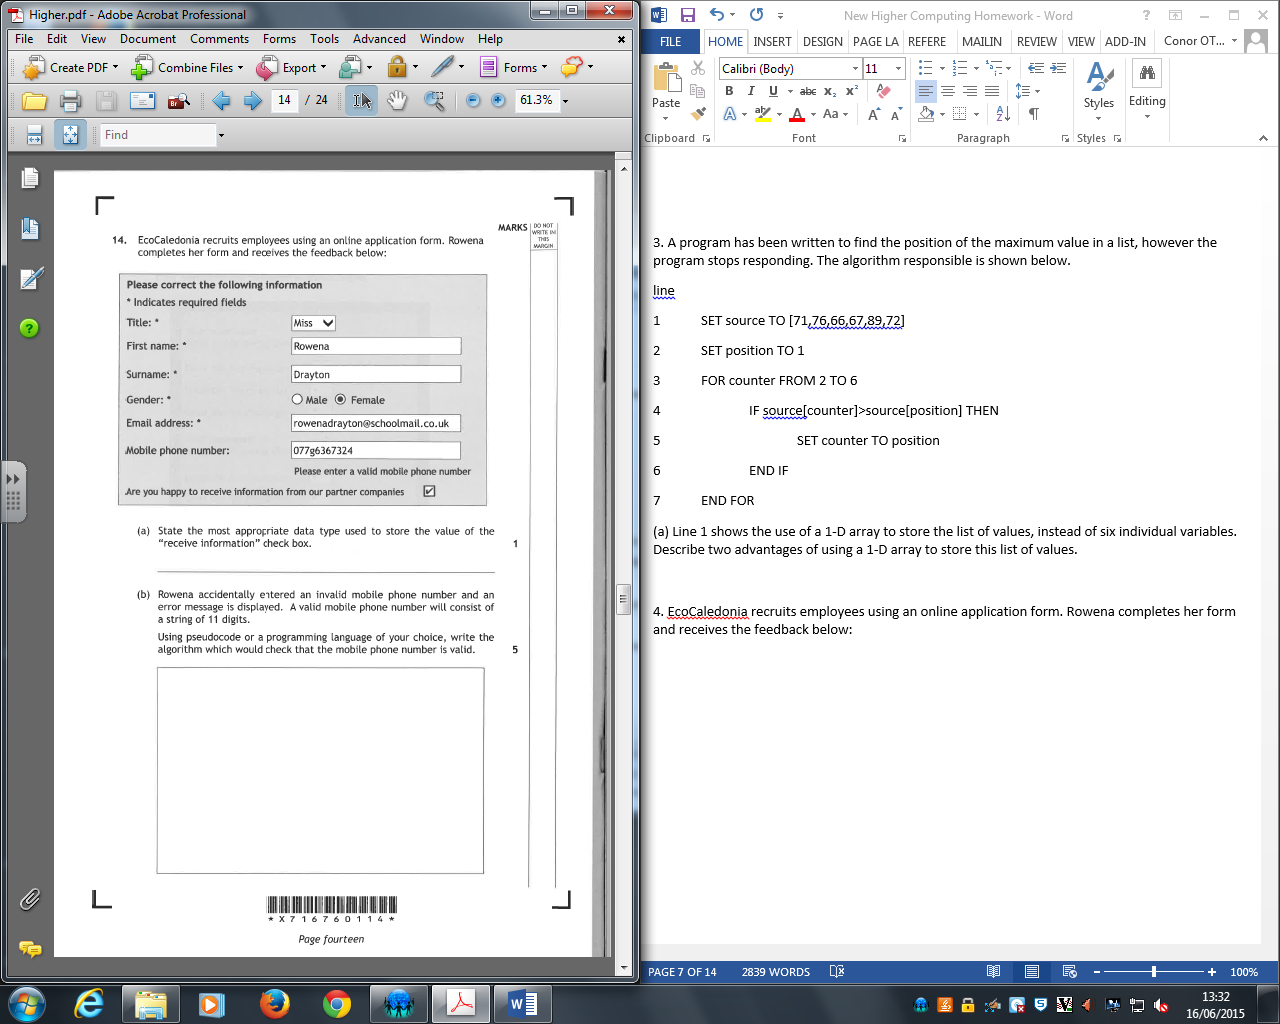 Higher.pdf - Adobe Acrobat Professional
File Edit View Document Comments Forms Tools Advanced Window Help
Create PDF Combine Files Export Forms
14 / 24 61.3%
Find
MARKS
DO NOT
WRITE IN
THIS
MARGIN
14. EcoCaledonia recruits employees using an online application form. Rowena
completes her form and receives the feedback below:
Please correct the following information
* Indicates required fields
Title: * Miss
First name: * Rowena
Surname: * Drayton
Gender: * Male Female
Email address: * rowenadrayton@schoolmail.co.uk
Mobile phone number: 077g6367324
Please enter a valid mobile phone number
Are you happy to receive information from our partner companies
(a) State the most appropriate data type used to store the value of the
“receive information” check box. 1
(b) Rowena accidentally entered an invalid mobile phone number and an
error message is displayed. A valid mobile phone number will consist of
a string of 11 digits.
Using pseudocode or a programming language of your choice, write the
algorithm which would check that the mobile phone number is valid. 5
* X 7 1 6 7 6 0 1 1 4 *
Page fourteen
New Higher Computing Homework - Word
FILE HOME INSERT DESIGN PAGE LA REFERE MAILIN REVIEW VIEW ADD-IN Conor OT...
Paste
Calibri (Body) 11
B I U abc x₂ x²
A Aa A A
Styles Editing
Clipboard Font Paragraph Styles
3. A program has been written to find the position of the maximum value in a list, however the
program stops responding. The algorithm responsible is shown below.
line
1 SET source TO [71,76,66,67,89,72]
2 SET position TO 1
3 FOR counter FROM 2 TO 6
4 IF source[counter]>source[position] THEN
5 SET counter TO position
6 END IF
7 END FOR
(a) Line 1 shows the use of a 1-D array to store the list of values, instead of six individual variables.
Describe two advantages of using a 1-D array to store this list of values.
4. EcoCaledonia recruits employees using an online application form. Rowena completes her form
and receives the feedback below:
PAGE 7 OF 14 2839 WORDS 100%
13:32
16/06/2015